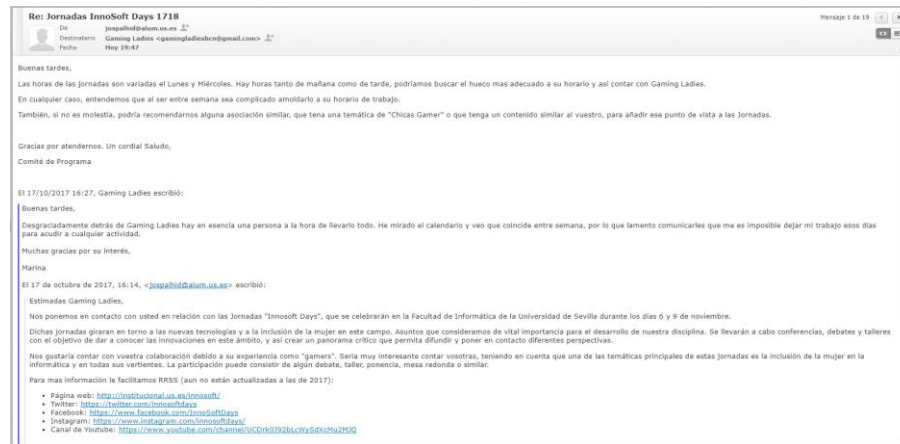 Re: Jornadas InnoSoft Days 1718
Mensaje 1 de 19
De jospalhid@alum.us.es
Destinatario Gaming Ladies <gamingladiesbcn@gmail.com>
Fecha Hoy 19:47
Buenas tardes,
Las horas de las jornadas son variadas el Lunes y Miércoles. Hay horas tanto de mañana como de tarde, podríamos buscar el hueco mas adecuado a su horario y así contar con Gaming Ladies.
En cualquier caso, entendemos que al ser entre semana sea complicado amoldarlo a su horario de trabajo.
También, si no es molestia, podría recomendarnos alguna asociación similar, que tena una temática de "Chicas Gamer" o que tenga un contenido similar al vuestro, para añadir ese punto de vista a las Jornadas.
Gracias por atendernos. Un cordial Saludo,
Comité de Programa
El 17/10/2017 16:27, Gaming Ladies escribió:
Buenas tardes,
Desgraciadamente detrás de Gaming Ladies hay en esencia una persona a la hora de llevarlo todo. He mirado el calendario y veo que coincide entre semana, por lo que lamento comunicarles que me es imposible dejar mi trabajo esos días
para acudir a cualquier actividad.
Muchas gracias por su interés,
Marina
El 17 de octubre de 2017, 16:14, <jospalhid@alum.us.es> escribió:
Estimadas Gaming Ladies,
Nos ponemos en contacto con usted en relación con las Jornadas "Innosoft Days", que se celebrarán en la Facultad de Informática de la Universidad de Sevilla durante los días 6 y 9 de noviembre.
Dichas jornadas giraran en torno a las nuevas tecnologías y a la inclusión de la mujer en este campo. Asuntos que consideramos de vital importancia para el desarrollo de nuestra disciplina. Se llevarán a cabo conferencias, debates y talleres
con el objetivo de dar a conocer las innovaciones en este ámbito, y así crear un panorama crítico que permita difundir y poner en contacto diferentes perspectivas.
Nos gustaría contar con vuestra colaboración debido a su experiencia como "gamers". Sería muy interesante contar vosotras, teniendo en cuenta que una de las temáticas principales de estas jornadas es la inclusión de la mujer en la
informática y en todas sus vertientes. La participación puede consistir de algún debate, taller, ponencia, mesa redonda o similar.
Para mas información le facilitamos RRSS (aun no están actualizadas a las de 2017):
• Página web: http://institucional.us.es/innosoft/
• Twitter: https://twitter.com/innosoftdays
• Facebook: https://www.facebook.com/InnoSoftDays
• Instagram: https://www.instagram.com/innosoftdays/
• Canal de Youtube: